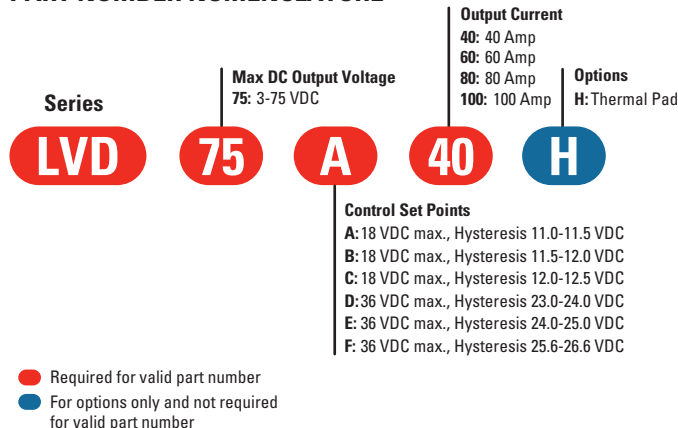 PART NUMBER NOMENCLATURE
Output Current
40: 40 Amp
60: 60 Amp
80: 80 Amp
100: 100 Amp
Max DC Output Voltage
75: 3-75 VDC
Options
H: Thermal Pad
Series
LVD
75
A
40
H
Control Set Points
A: 18 VDC max., Hysteresis 11.0-11.5 VDC
B: 18 VDC max., Hysteresis 11.5-12.0 VDC
C: 18 VDC max., Hysteresis 12.0-12.5 VDC
D: 36 VDC max., Hysteresis 23.0-24.0 VDC
E: 36 VDC max., Hysteresis 24.0-25.0 VDC
F: 36 VDC max., Hysteresis 25.6-26.6 VDC
Required for valid part number
For options only and not required
for valid part number